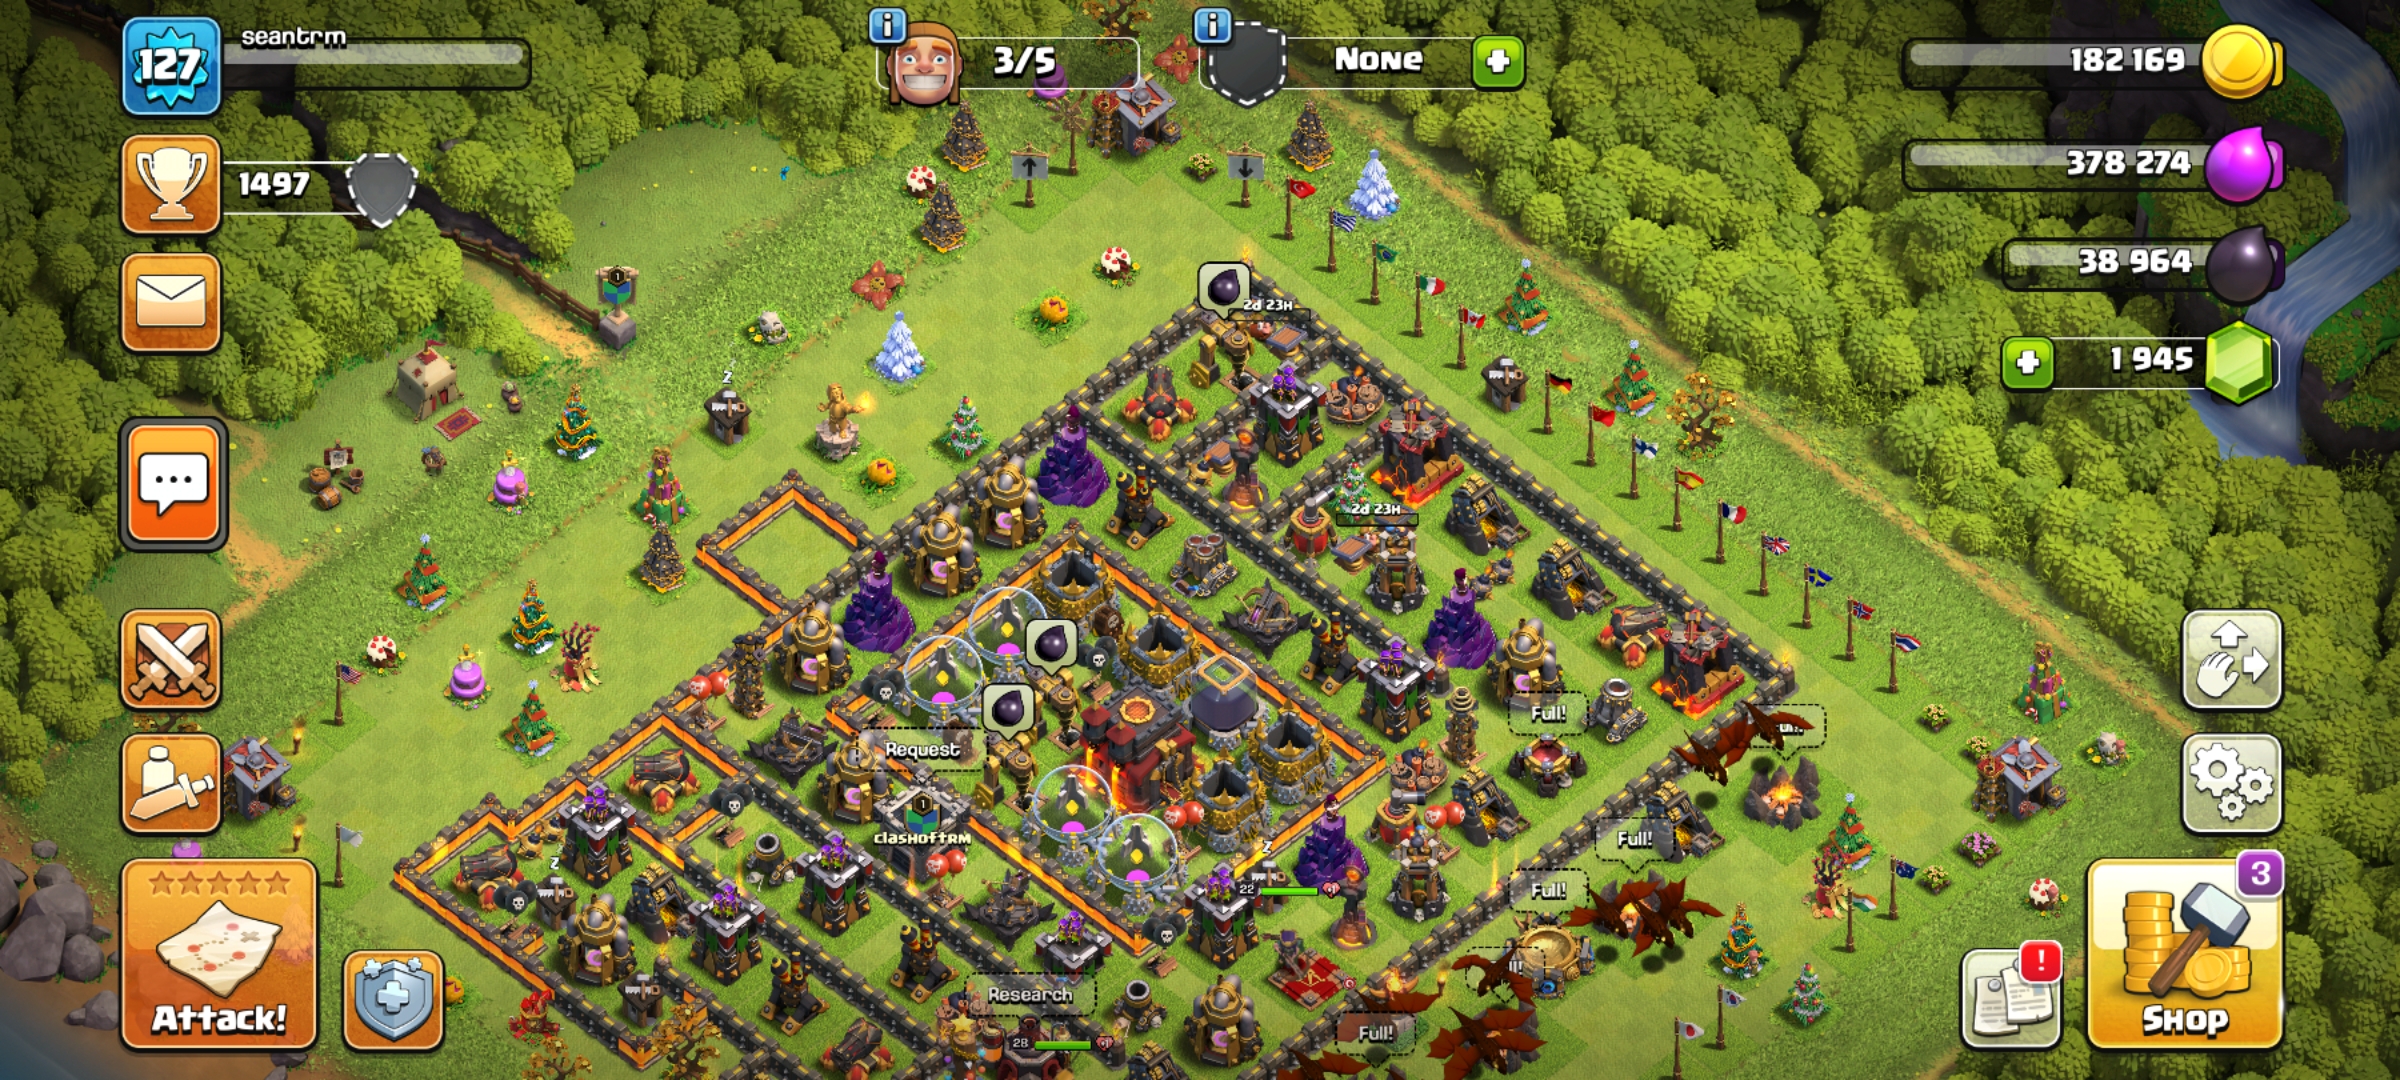 127
seantrm
3/5
None
182 169
1497
378 274
38 964
2d 23H
1 945
2d 23H
Full!
Request
1
clashoftrm
Full!
22
Full!
3
Research
Full!
28
Attack!
!
Shop